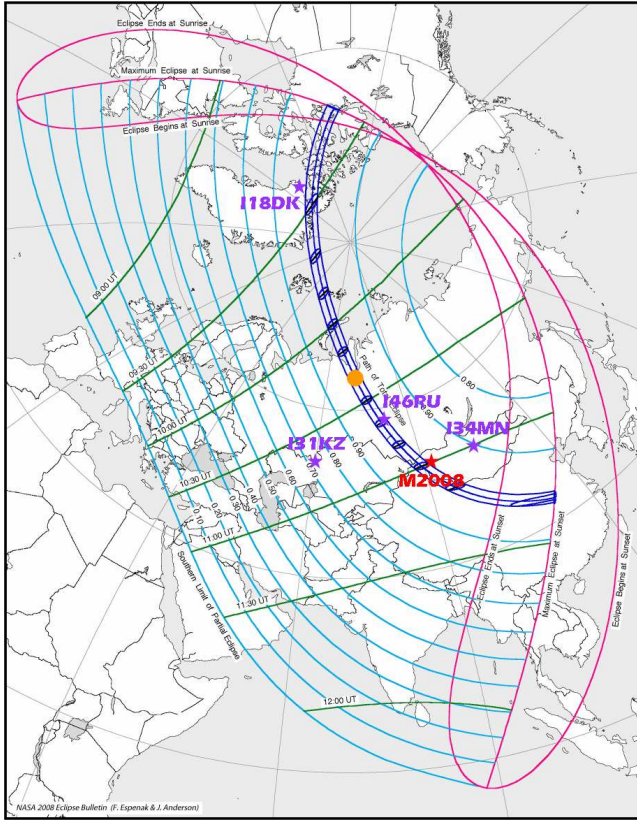 Eclipse Ends at Sunrise
Maximum Eclipse at Sunrise
Eclipse Begins at Sunrise
I18DK
09:00 UT
09:30 UT
10:00 UT
10:30 UT
11:00 UT
11:30 UT
12:00 UT
Path of Total Eclipse
0.80
0.90
I46RU
I34MN
I31KZ
M2008
0.90
0.80
0.70
0.60
0.50
0.40
0.30
0.20
0.10
Southern Limit of Partial Eclipse
Eclipse Ends at Sunset
Maximum Eclipse at Sunset
Eclipse Begins at Sunset
NASA 2008 Eclipse Bulletin (F. Espenak & J. Anderson)